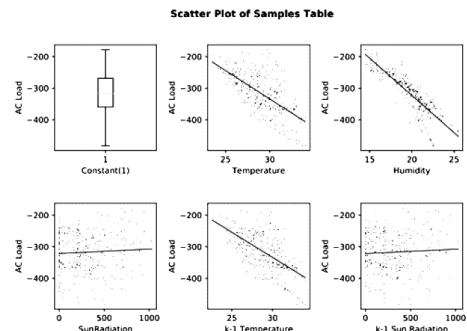 Scatter Plot of Samples Table
AC Load
−200
−300
−400
1
Constant(1)
AC Load
−200
−300
−400
25
30
Temperature
AC Load
−200
−300
−400
15
20
25
Humidity
AC Load
−200
−300
−400
0
500
1000
SunRadiation
AC Load
−200
−300
−400
25
30
k-1 Temperature
AC Load
−200
−300
−400
0
500
1000
k-1 Sun Radiation